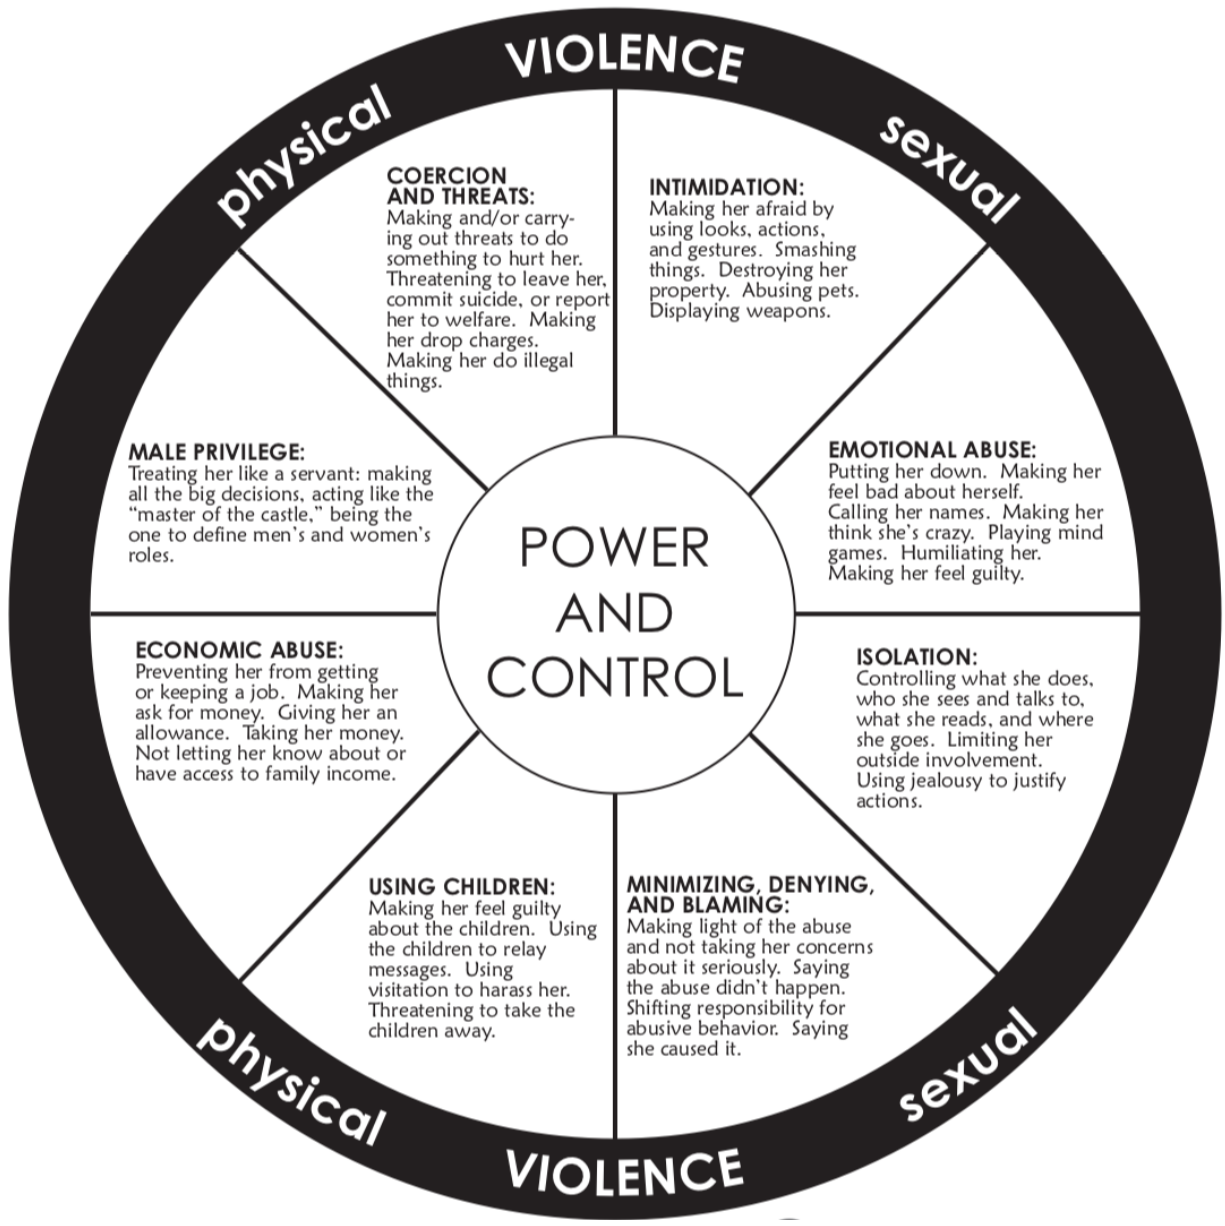 VIOLENCE
physical
sexual
COERCION
AND THREATS:
Making and/or carry-
ing out threats to do
something to hurt her.
Threatening to leave her,
commit suicide, or report
her to welfare.  Making
her drop charges.
Making her do illegal
things.
INTIMIDATION:
Making her afraid by
using looks, actions,
and gestures.  Smashing
things.  Destroying her
property.  Abusing pets.
Displaying weapons.
MALE PRIVILEGE:
Treating her like a servant: making
all the big decisions, acting like the
“master of the castle,” being the
one to define men’s and women’s
roles.
EMOTIONAL ABUSE:
Putting her down.  Making her
feel bad about herself.
Calling her names.  Making her
think she’s crazy.  Playing mind
games.  Humiliating her.
Making her feel guilty.
POWER
AND
CONTROL
ECONOMIC ABUSE:
Preventing her from getting
or keeping a job.  Making her
ask for money.  Giving her an
allowance.  Taking her money.
Not letting her know about or
have access to family income.
ISOLATION:
Controlling what she does,
who she sees and talks to,
what she reads, and where
she goes.  Limiting her
outside involvement.
Using jealousy to justify
actions.
USING CHILDREN:
Making her feel guilty
about the children.  Using
the children to relay
messages.  Using
visitation to harass her.
Threatening to take the
children away.
MINIMIZING, DENYING,
AND BLAMING:
Making light of the abuse
and not taking her concerns
about it seriously.  Saying
the abuse didn’t happen.
Shifting responsibility for
abusive behavior.  Saying
she caused it.
physical
sexual
VIOLENCE